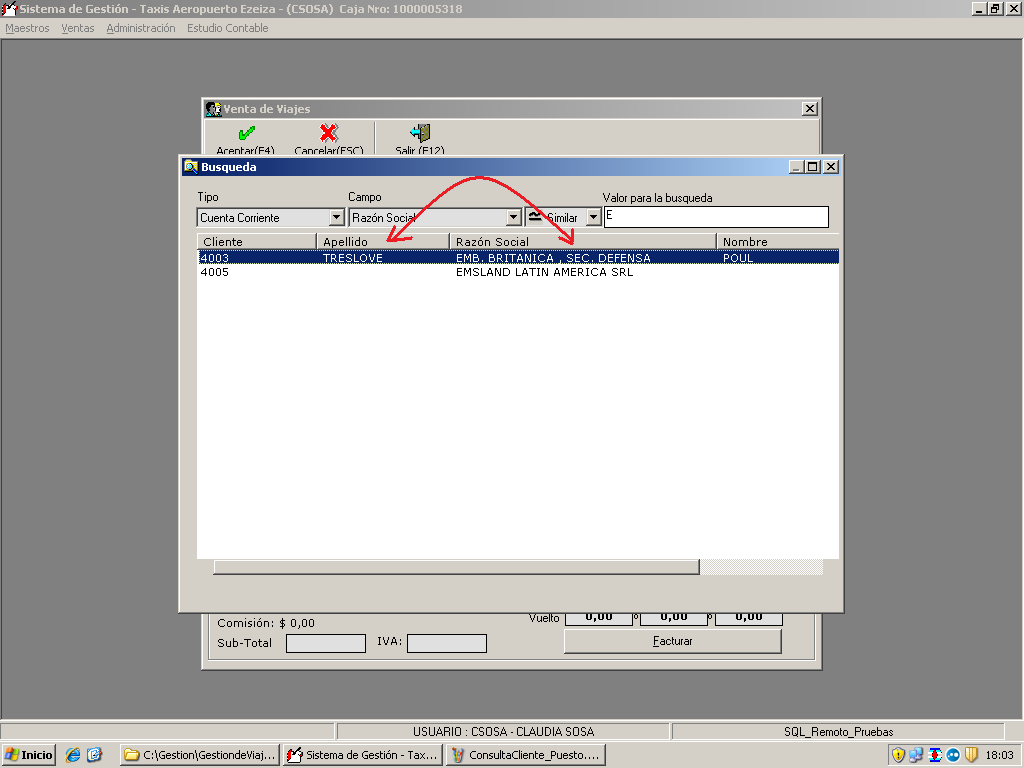 Sistema de Gestión - Taxis Aeropuerto Ezeiza - (CSOSA) Caja Nro: 1000005318
Maestros Ventas Administración Estudio Contable
Venta de Viajes
Aceptar(F4) Cancelar(ESC) Salir (F12)
Busqueda
Tipo Campo Valor para la busqueda
Cuenta Corriente Razón Social Similar E
Cliente Apellido Razón Social Nombre
4003 TRESLOVE EMB. BRITANICA , SEC. DEFENSA POUL
4005 EMSLAND LATIN AMERICA SRL
Comisión: $ 0,00 Vuelto 0,00 0,00 0,00
Sub-Total IVA: Facturar
USUARIO : CSOSA - CLAUDIA SOSA SQL_Remoto_Pruebas
Inicio C:\Gestion\GestiondeViaj... Sistema de Gestión - Tax... ConsultaCliente_Puesto.... 18:03